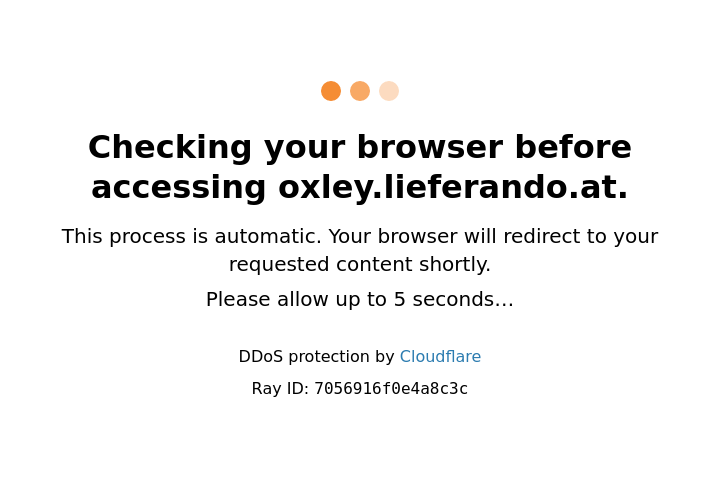 Checking your browser before
accessing oxley.lieferando.at.
This process is automatic. Your browser will redirect to your
requested content shortly.
Please allow up to 5 seconds…
DDoS protection by Cloudflare
Ray ID: 7056916f0e4a8c3c